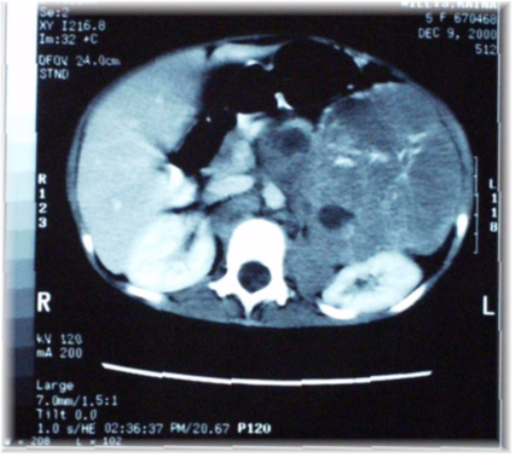 Se:2
XY I216.8
5 F 670468
Im:32 +C
DEC 9, 2000
512
DFOV 24.0cm
STND
R
1
2
3
L
1
1
8
R
L
kV 120
mA 200
Large
7.0mm/1.5:1
Tilt 0.0
1.0 s/HE 02:36:37 PM/20.67 P120
W = 208 L = 102